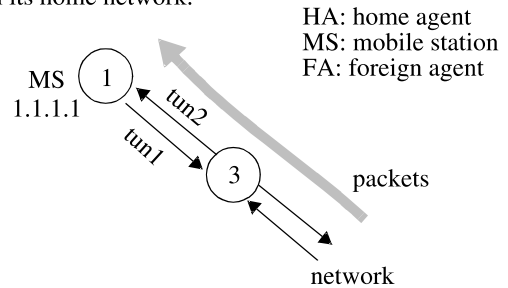 its home network.
HA: home agent
MS: mobile station
FA: foreign agent
MS
1.1.1.1
1
tun2
tun1
3
packets
network